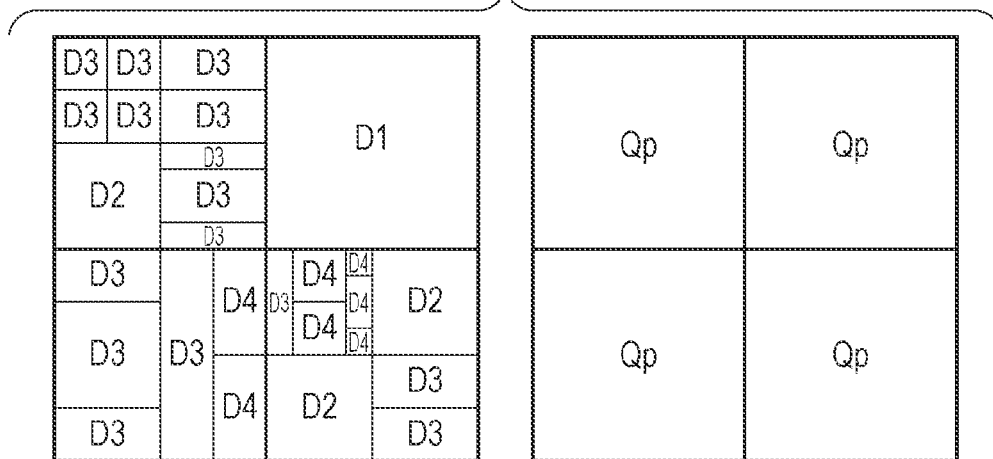 D3 D3 D3
D1
D3 D3 D3
Qp Qp
D3
D2 D3
D3
D3 D4 D3 D4 D4 D2
D3 D3 D4 D4
D4
Qp Qp
D3 D4 D2 D3
D3